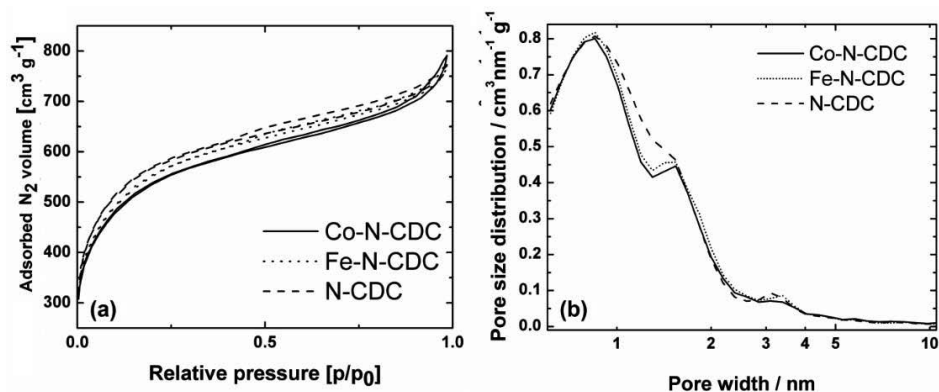 (a)
Adsorbed N2 volume [cm3 g-1]
800
700
600
500
400
300
0.0
0.5
1.0
Co-N-CDC
Fe-N-CDC
N-CDC
Relative pressure [p/p0]
(b)
Pore size distribution / cm3nm-1 g-1
0.8
0.7
0.6
0.5
0.4
0.3
0.2
0.1
0.0
1
2
3
4
5
10
Co-N-CDC
Fe-N-CDC
N-CDC
Pore width / nm